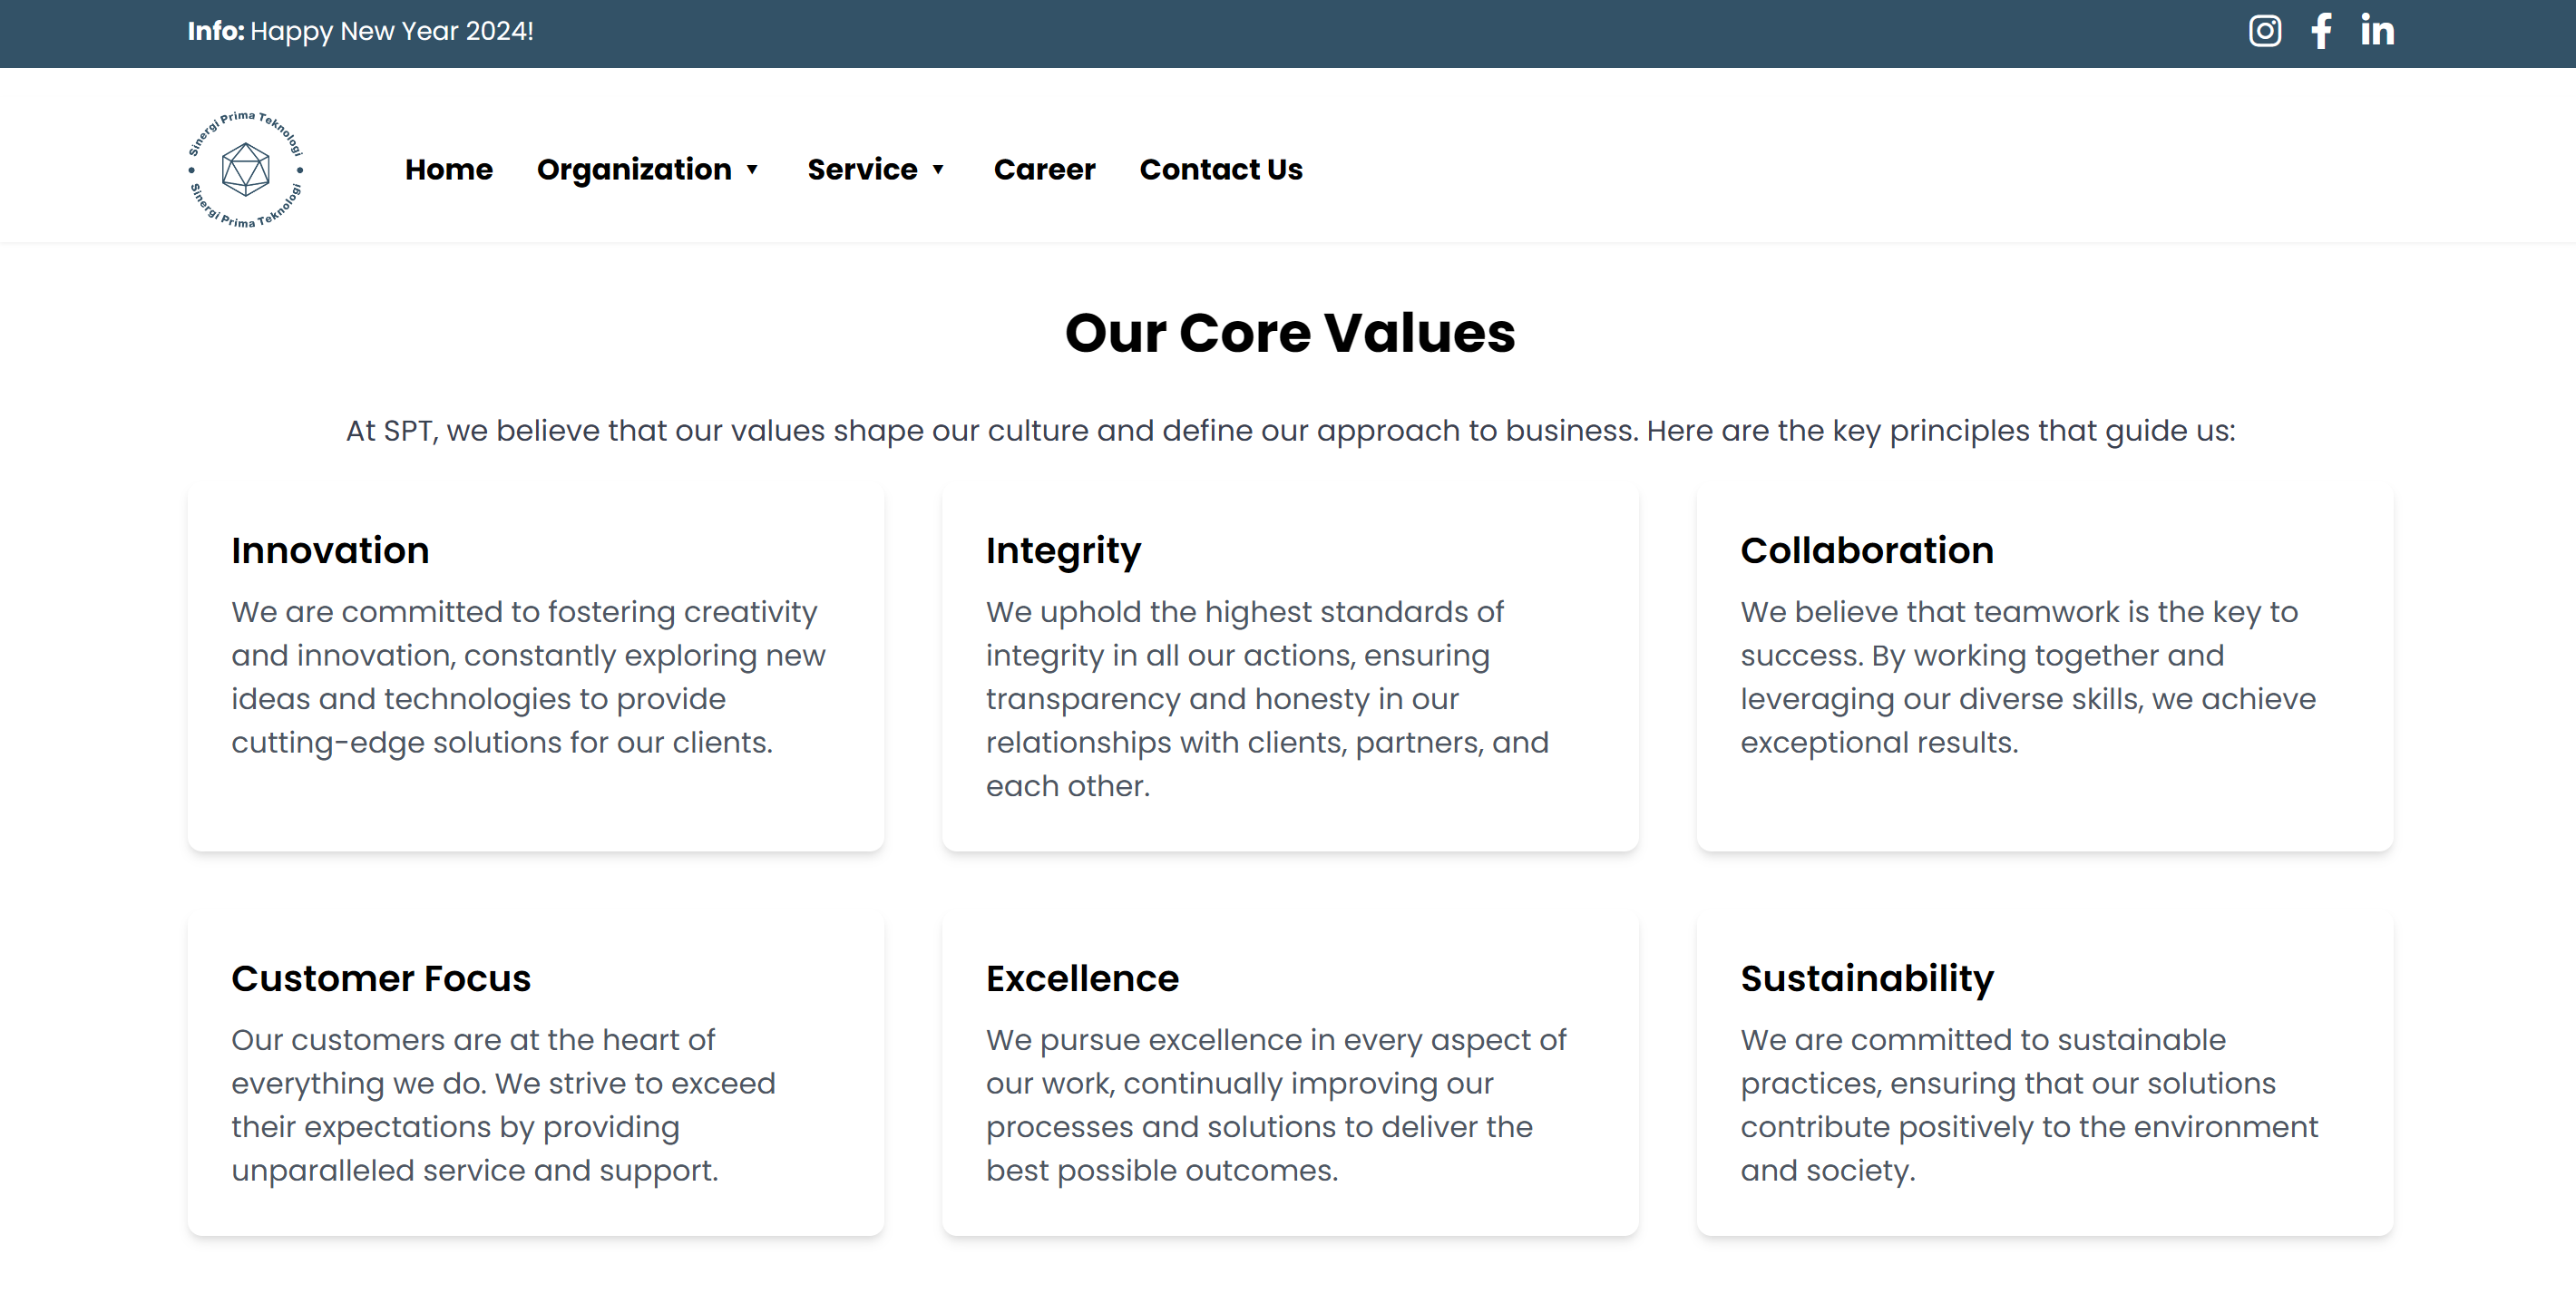 Info: Happy New Year 2024!
Sinergi Prima Teknologi
Sinergi Prima Teknologi
Home Organization ▼ Service ▼ Career Contact Us
Our Core Values
At SPT, we believe that our values shape our culture and define our approach to business. Here are the key principles that guide us:
Innovation
We are committed to fostering creativity
and innovation, constantly exploring new
ideas and technologies to provide
cutting-edge solutions for our clients.
Integrity
We uphold the highest standards of
integrity in all our actions, ensuring
transparency and honesty in our
relationships with clients, partners, and
each other.
Collaboration
We believe that teamwork is the key to
success. By working together and
leveraging our diverse skills, we achieve
exceptional results.
Customer Focus
Our customers are at the heart of
everything we do. We strive to exceed
their expectations by providing
unparalleled service and support.
Excellence
We pursue excellence in every aspect of
our work, continually improving our
processes and solutions to deliver the
best possible outcomes.
Sustainability
We are committed to sustainable
practices, ensuring that our solutions
contribute positively to the environment
and society.